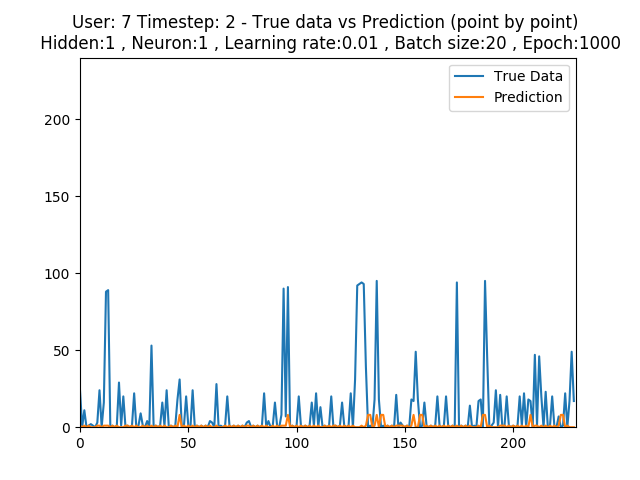 User: 7 Timestep: 2 - True data vs Prediction (point by point)
Hidden:1 , Neuron:1 , Learning rate:0.01 , Batch size:20 , Epoch:1000
True Data
Prediction
200
150
100
50
0
0 50 100 150 200